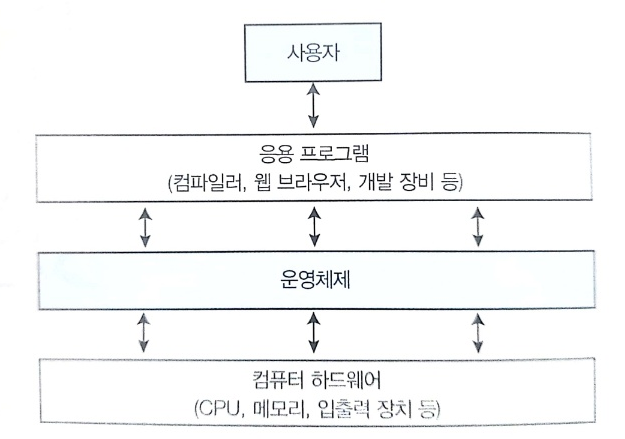 사용자
응용 프로그램
(컴파일러, 웹 브라우저, 개발 장비 등)
운영체제
컴퓨터 하드웨어
(CPU, 메모리, 입출력 장치 등)